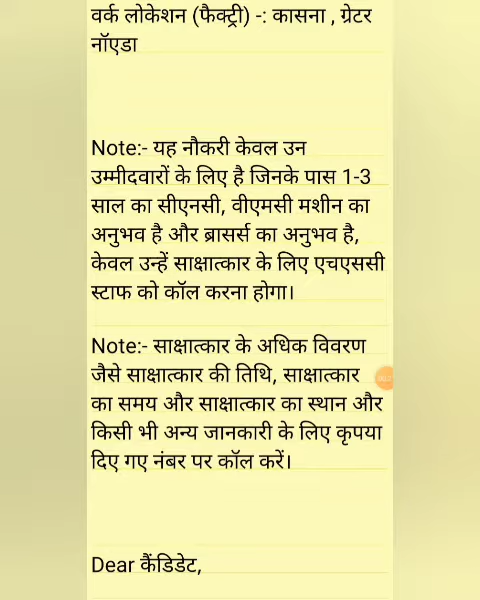 वर्क लोकेशन (फैक्ट्री) -: कासना , ग्रेटर
नॉएडा
Note:- यह नौकरी केवल उन
उम्मीदवारों के लिए है जिनके पास 1-3
साल का सीएनसी, वीएमसी मशीन का
अनुभव है और ब्रासर्स का अनुभव है,
केवल उन्हें साक्षात्कार के लिए एचएससी
स्टाफ को कॉल करना होगा।
Note:- साक्षात्कार के अधिक विवरण
जैसे साक्षात्कार की तिथि, साक्षात्कार
का समय और साक्षात्कार का स्थान और
किसी भी अन्य जानकारी के लिए कृपया
दिए गए नंबर पर कॉल करें।
Dear कैंडिडेट,